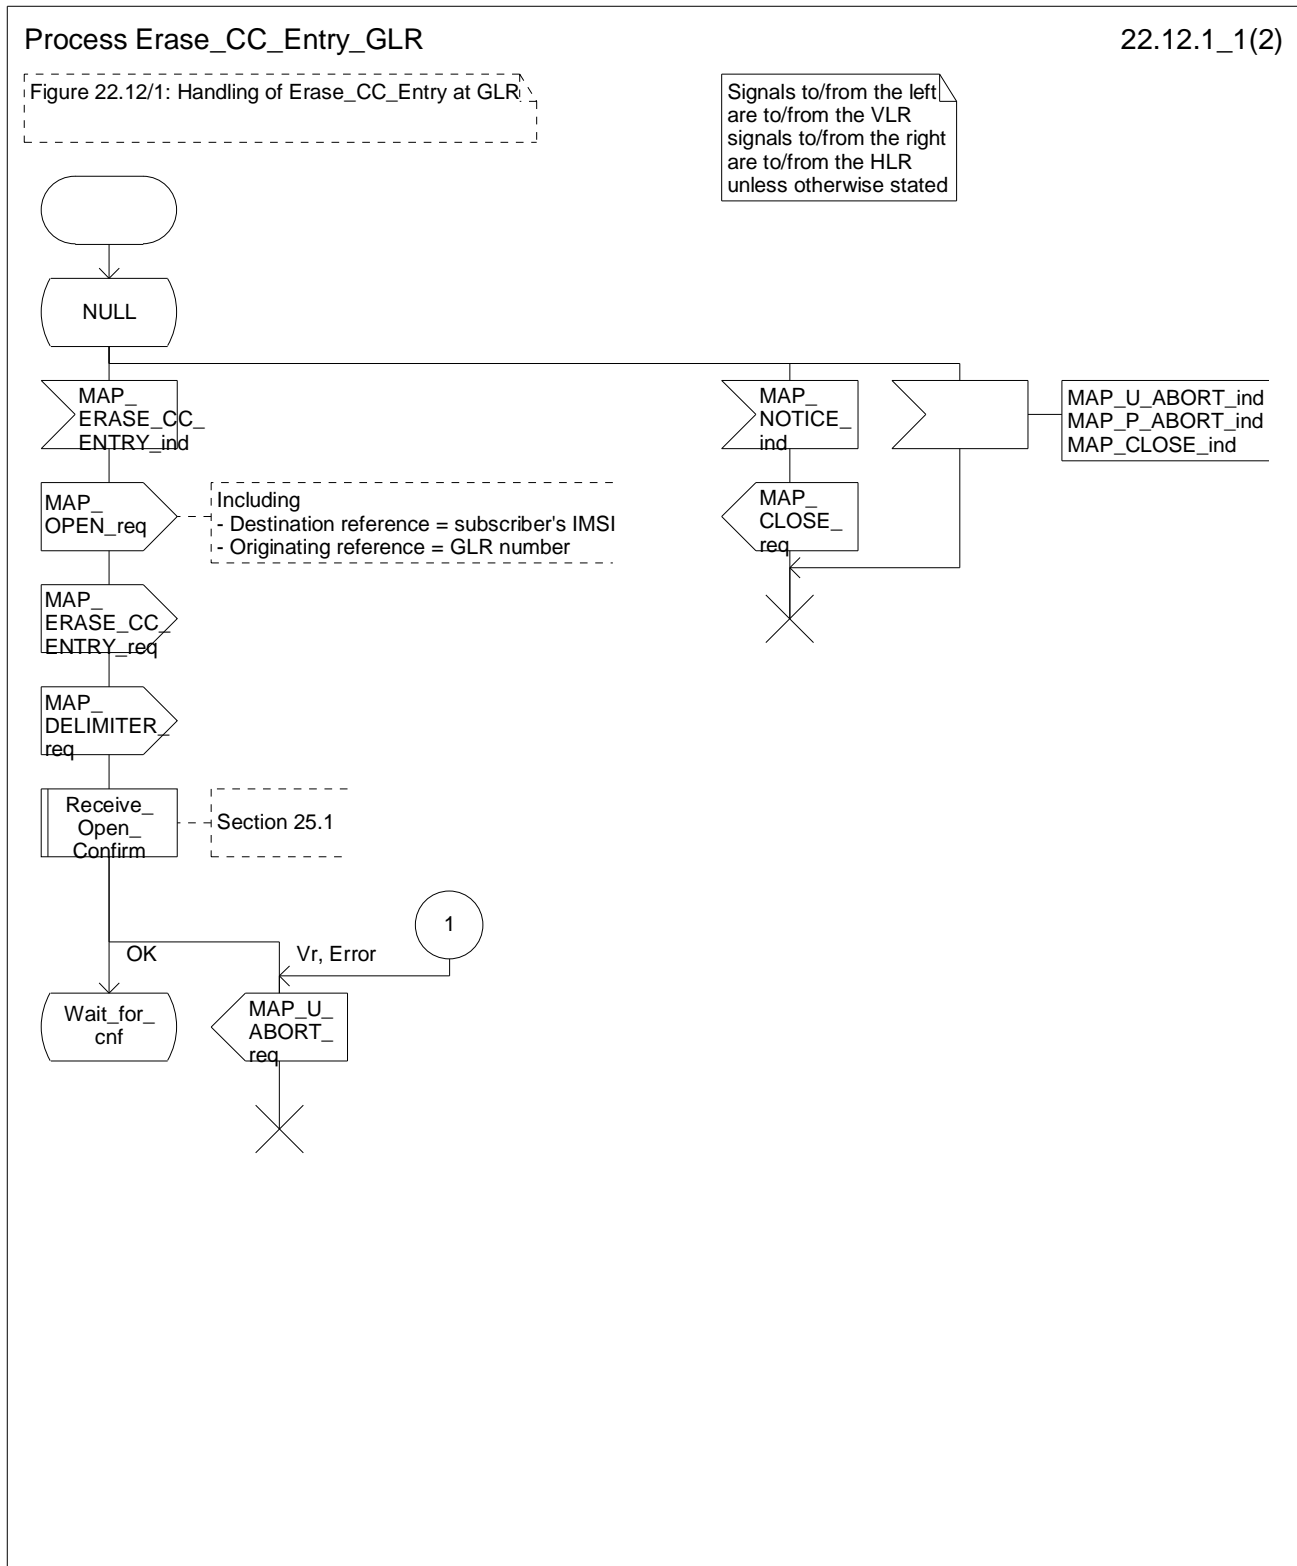 Process Erase_CC_Entry_GLR
22.12.1_1(2)
Figure 22.12/1: Handling of Erase_CC_Entry at GLR
Signals to/from the left
are to/from the VLR
signals to/from the right
are to/from the HLR
unless otherwise stated
NULL
MAP_
ERASE_CC_
ENTRY_ind
MAP_
NOTICE_
ind
MAP_U_ABORT_ind
MAP_P_ABORT_ind
MAP_CLOSE_ind
MAP_
OPEN_req
Including
- Destination reference = subscriber's IMSI
- Originating reference = GLR number
MAP_
CLOSE_
req
MAP_
ERASE_CC_
ENTRY_req
MAP_
DELIMITER_
req
Receive_
Open_
Confirm
Section 25.1
1
OK
Vr, Error
Wait_for_
cnf
MAP_U_
ABORT_
req